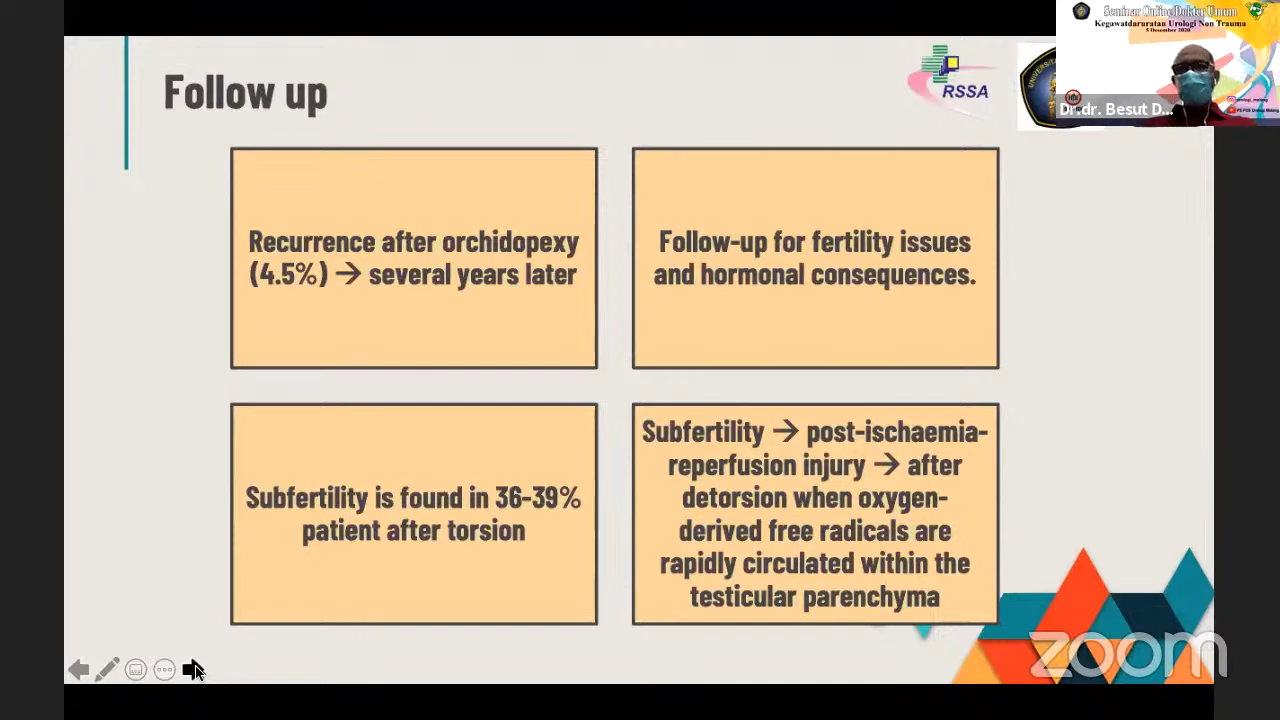 Follow up
RSSA
Seminar Online Dokter Umum
Kegawatdaruratan Urologi Non Trauma
5 Desember 2020
Dr.dr. Besut D...
Recurrence after orchidopexy
(4.5%) → several years later
Follow-up for fertility issues
and hormonal consequences.
Subfertility is found in 36-39%
patient after torsion
Subfertility → post-ischaemia-
reperfusion injury → after
detorsion when oxygen-
derived free radicals are
rapidly circulated within the
testicular parenchyma
zoom